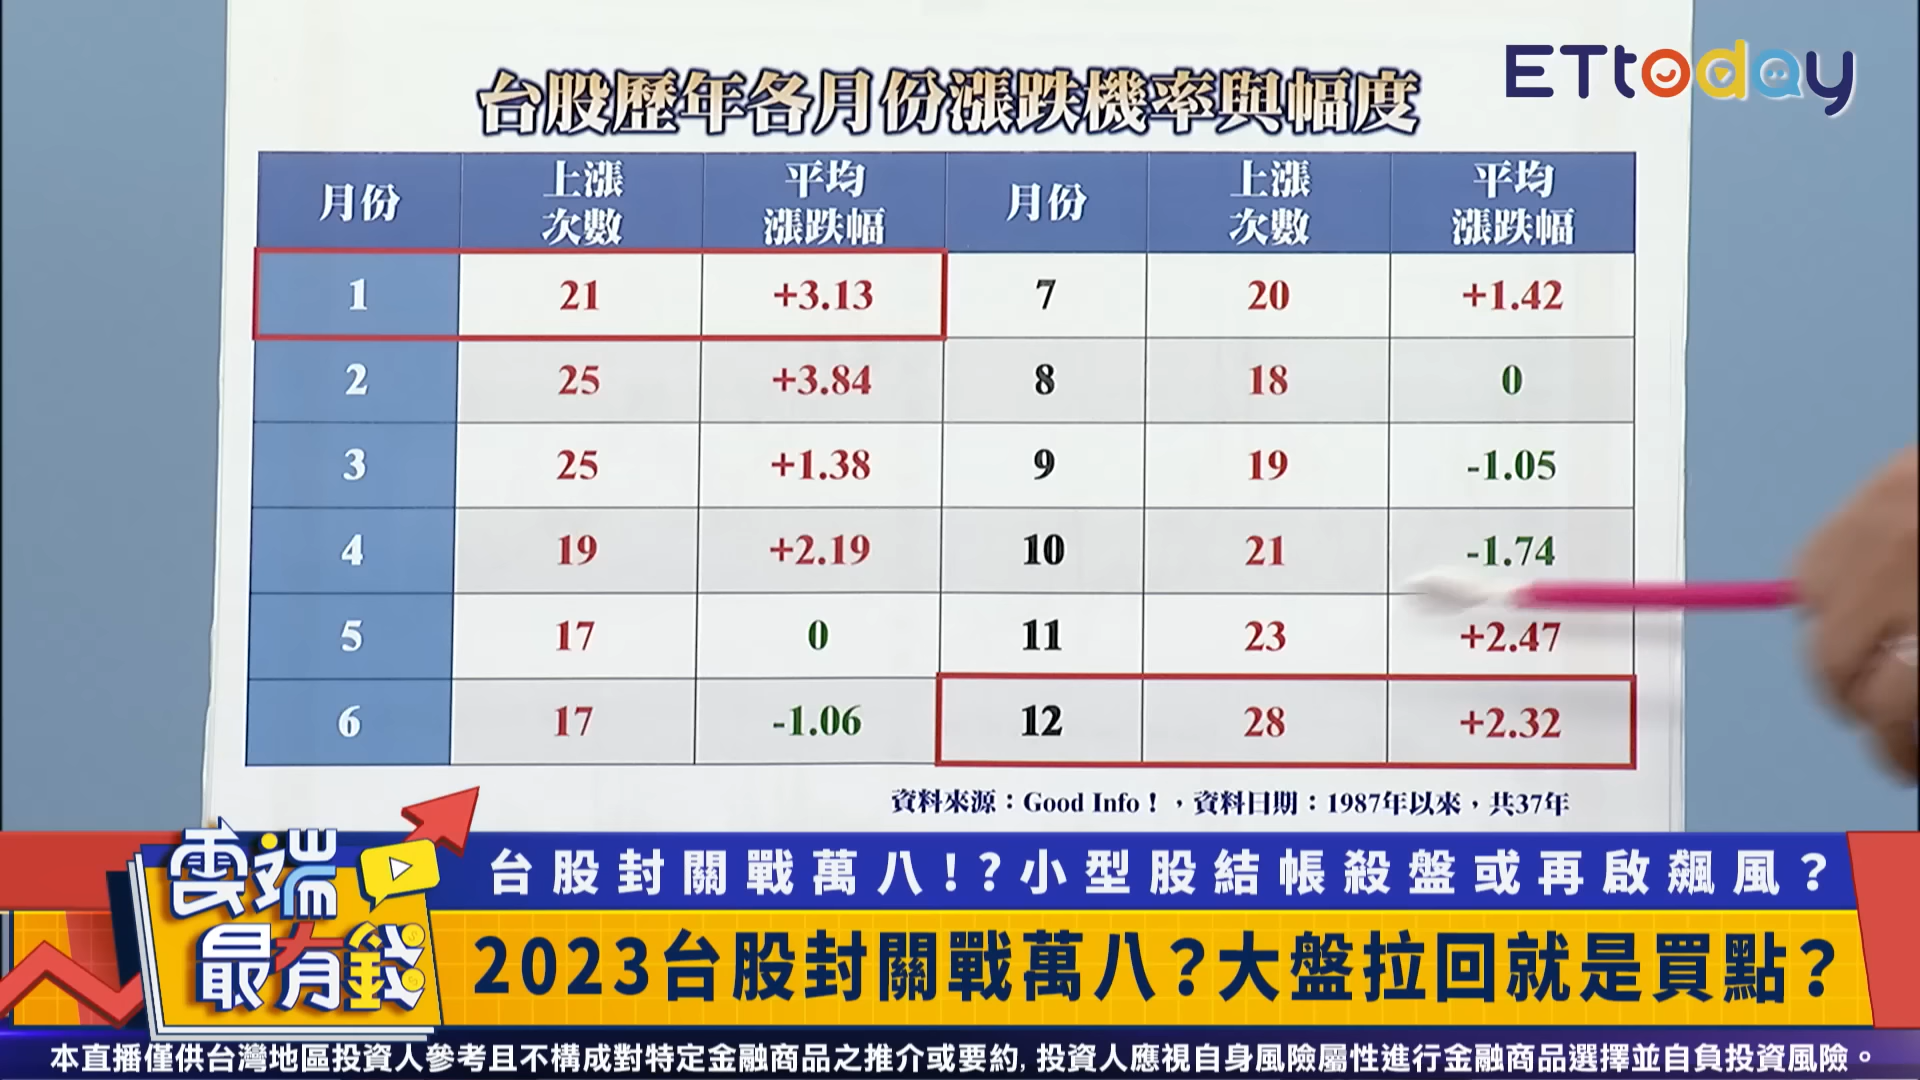 ETtoday
台股歷年各月份漲跌機率與幅度
月份 上漲次數 平均漲跌幅 月份 上漲次數 平均漲跌幅
1 21 +3.13 7 20 +1.42
2 25 +3.84 8 18 0
3 25 +1.38 9 19 -1.05
4 19 +2.19 10 21 -1.74
5 17 0 11 23 +2.47
6 17 -1.06 12 28 +2.32
資料來源：Good Info！，資料日期：1987年以來，共37年
雲端最有錢
台股封關戰萬八！？小型股結帳殺盤或再啟飆風？
2023台股封關戰萬八？大盤拉回就是買點？
本直播僅供台灣地區投資人參考且不構成對特定金融商品之推介或要約, 投資人應視自身風險屬性進行金融商品選擇並自負投資風險。